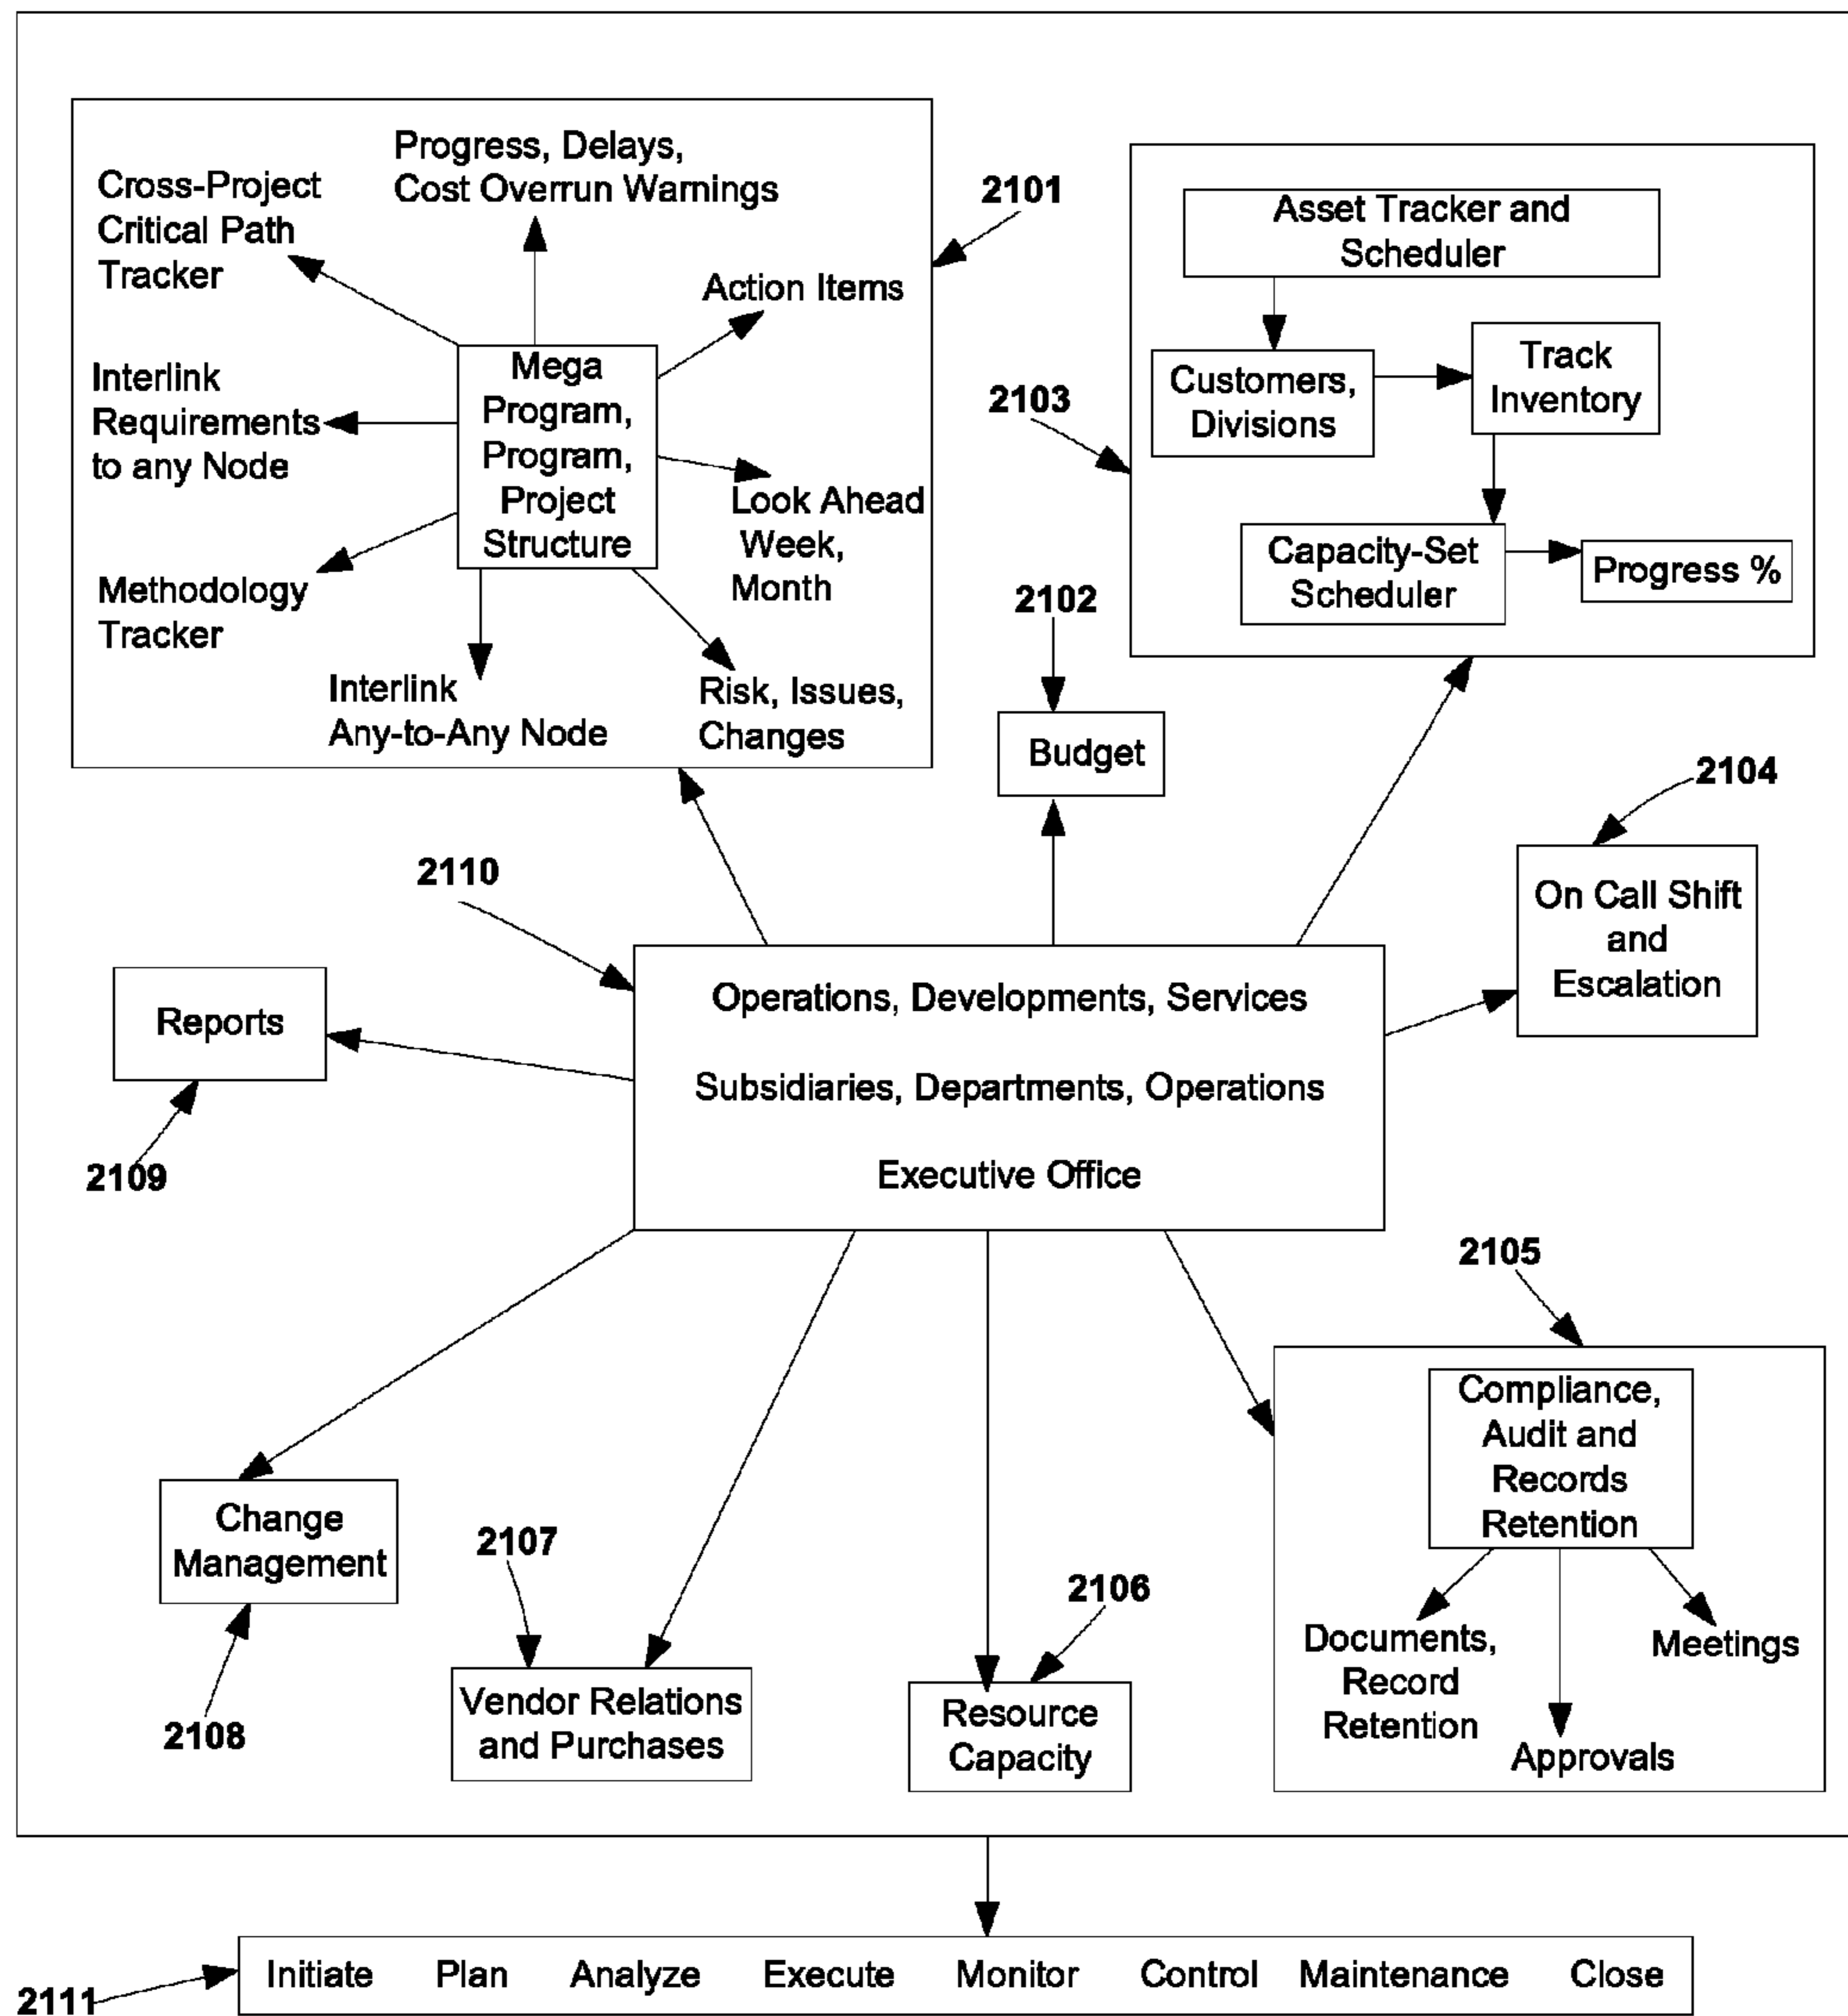 Progress, Delays,
Cost Overrun Warnings
Cross-Project
Critical Path
Tracker
2101
Action Items
Interlink
Requirements
to any Node
Mega
Program,
Program,
Project
Structure
Look Ahead
Week,
Month
Methodology
Tracker
Interlink
Any-to-Any Node
Risk, Issues,
Changes
Asset Tracker and
Scheduler
Customers,
Divisions
Track
Inventory
2103
Capacity-Set
Scheduler
Progress %
2102
Budget
2104
On Call Shift
and
Escalation
2110
Operations, Developments, Services
Subsidiaries, Departments, Operations
Executive Office
Reports
2109
2105
Compliance,
Audit and
Records
Retention
Documents,
Record
Retention
Meetings
Approvals
Change
Management
2108
2107
Vendor Relations
and Purchases
2106
Resource
Capacity
Initiate Plan Analyze Execute Monitor Control Maintenance Close
2111